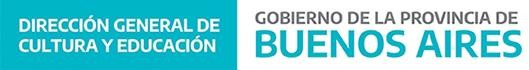 DIRECCIÓN GENERAL DE
CULTURA Y EDUCACIÓN
GOBIERNO DE LA PROVINCIA DE
BUENOS AIRES